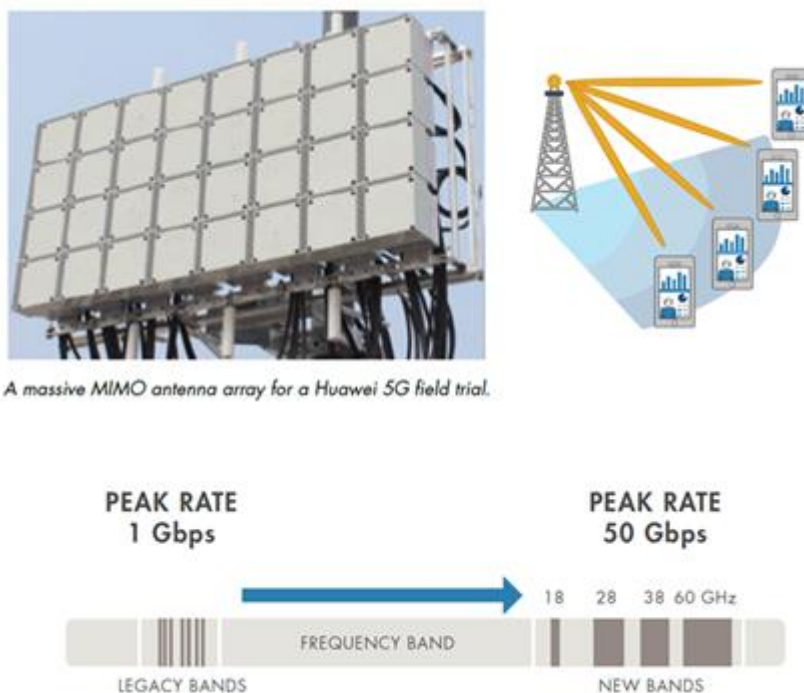 A massive MIMO antenna array for a Huawei 5G field trial.
PEAK RATE
1 Gbps
PEAK RATE
50 Gbps
18 28 38 60 GHz
FREQUENCY BAND
LEGACY BANDS
NEW BANDS